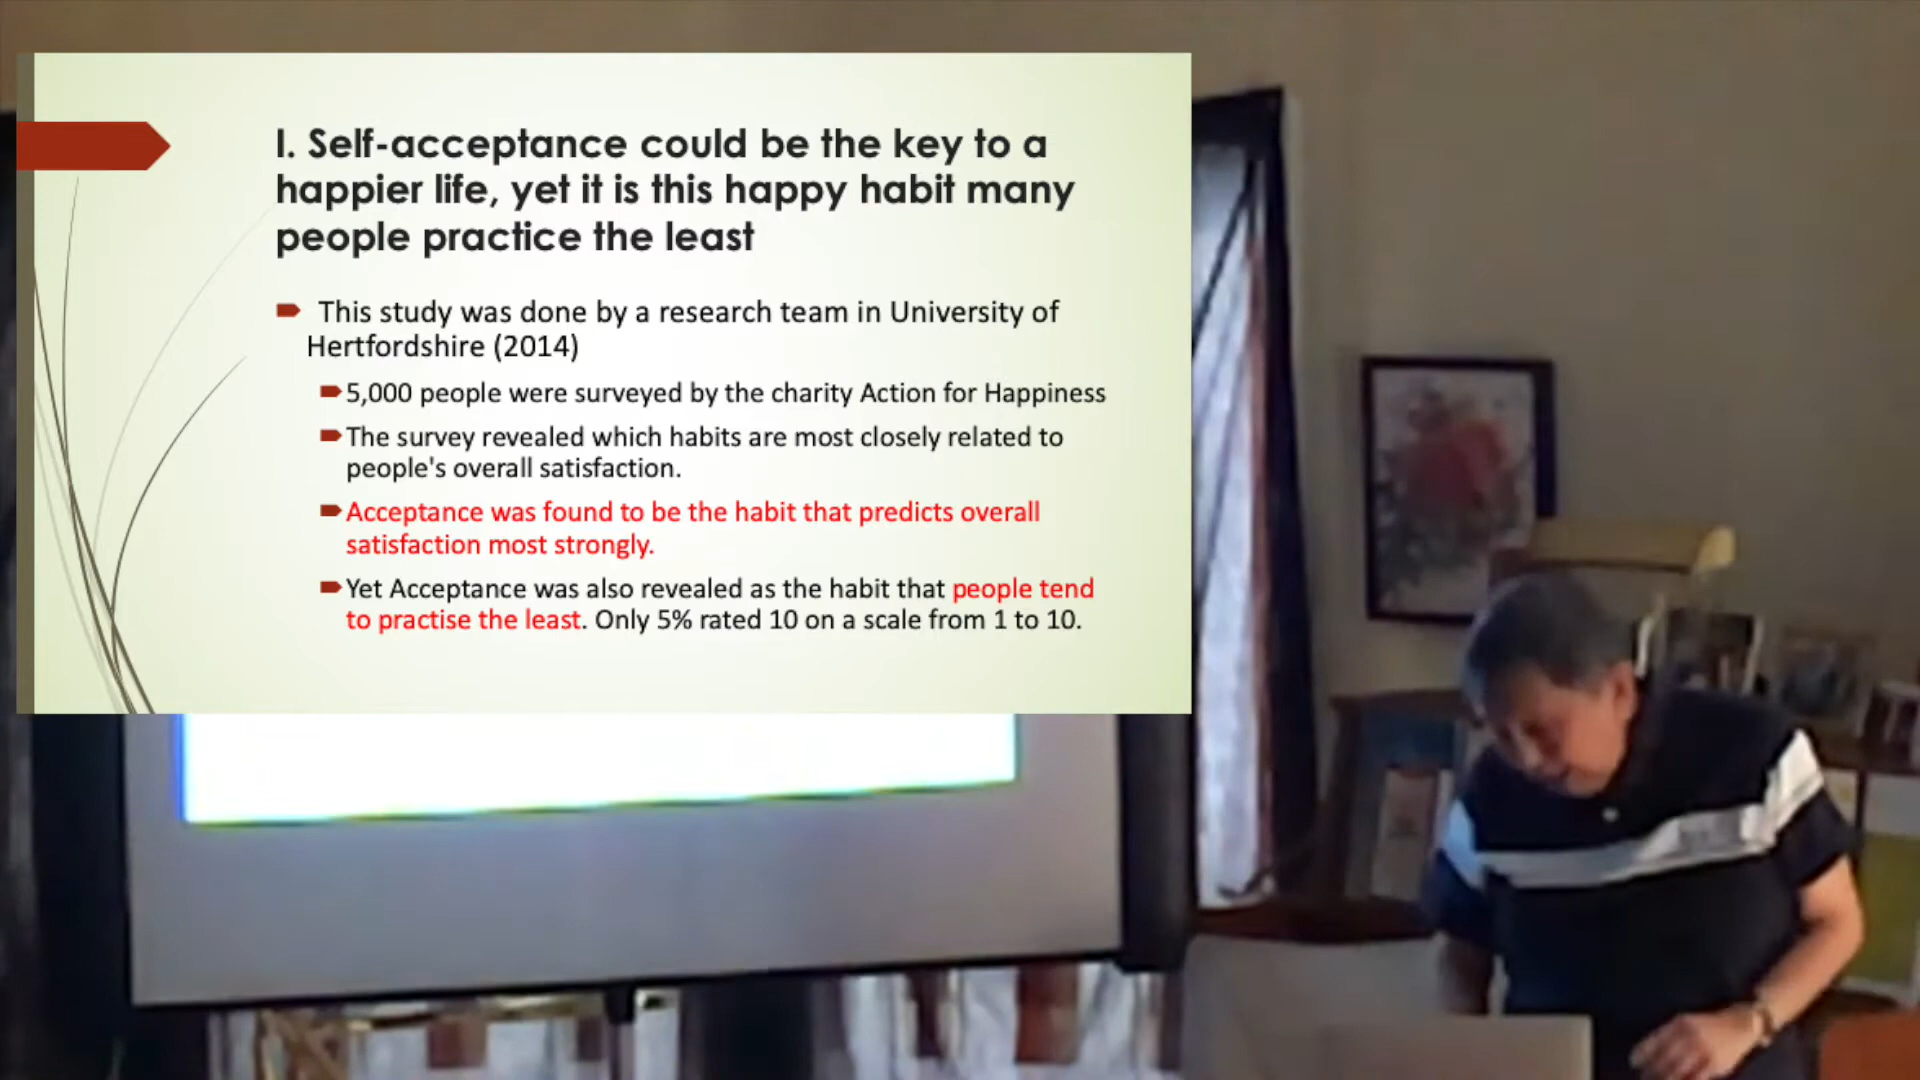 I. Self-acceptance could be the key to a
happier life, yet it is this happy habit many
people practice the least
This study was done by a research team in University of
Hertfordshire (2014)
5,000 people were surveyed by the charity Action for Happiness
The survey revealed which habits are most closely related to
people's overall satisfaction.
Acceptance was found to be the habit that predicts overall
satisfaction most strongly.
Yet Acceptance was also revealed as the habit that people tend
to practise the least. Only 5% rated 10 on a scale from 1 to 10.